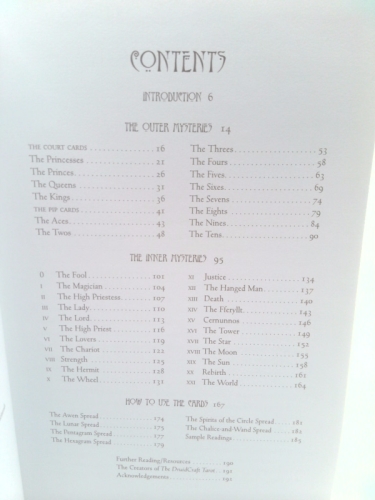 CONTENTS
INTRODUCTION 6
THE OUTER MYSTERIES 14
THE COURT CARDS 16
The Princesses 21
The Princes 26
The Queens 31
The Kings 36
THE PIP CARDS 41
The Aces 43
The Twos 48
The Threes 53
The Fours 58
The Fives 63
The Sixes 69
The Sevens 74
The Eights 79
The Nines 84
The Tens 90
THE INNER MYSTERIES 95
0 The Fool 101
I The Magician 104
II The High Priestess 107
III The Lady 110
IV The Lord 113
V The High Priest 116
VI The Lovers 119
VII The Chariot 122
VIII Strength 125
IX The Hermit 128
X The Wheel 131
XI Justice 134
XII The Hanged Man 137
XIII Death 140
XIV The Fferyllt 143
XV Cernunnos 146
XVI The Tower 149
XVII The Star 152
XVIII The Moon 155
XIX The Sun 158
XX Rebirth 161
XXI The World 164
HOW TO USE THE CARDS 167
The Awen Spread 174
The Lunar Spread 175
The Pentagram Spread 177
The Hexagram Spread 179
The Spirits of the Circle Spread 181
The Chalice and Wand Spread 182
Sample Readings 185
Further Reading/Resources 190
The Creators of The DruidCraft Tarot 191
Acknowledgements 191